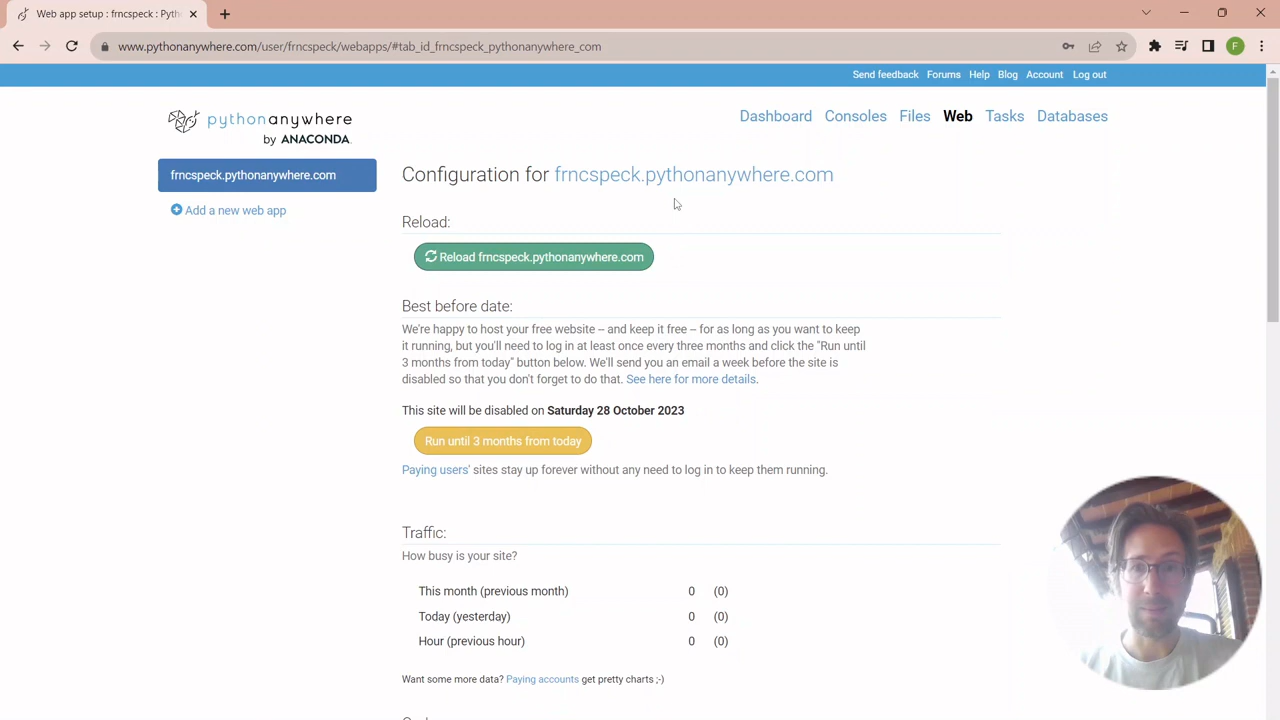 Web app setup : frncspeck : Pyth
www.pythonanywhere.com/user/frncspeck/webapps/#tab_id_frncspeck_pythonanywhere_com
F
Send feedback Forums Help Blog Account Log out
pythonanywhere
by ANACONDA.
Dashboard Consoles Files Web Tasks Databases
frncspeck.pythonanywhere.com
Add a new web app
Configuration for frncspeck.pythonanywhere.com
Reload:
Reload frncspeck.pythonanywhere.com
Best before date:
We're happy to host your free website – and keep it free – for as long as you want to keep
it running, but you'll need to log in at least once every three months and click the "Run until
3 months from today" button below. We'll send you an email a week before the site is
disabled so that you don't forget to do that. See here for more details.
This site will be disabled on Saturday 28 October 2023
Run until 3 months from today
Paying users' sites stay up forever without any need to log in to keep them running.
Traffic:
How busy is your site?
This month (previous month) 0 (0)
Today (yesterday) 0 (0)
Hour (previous hour) 0 (0)
Want some more data? Paying accounts get pretty charts ;-)